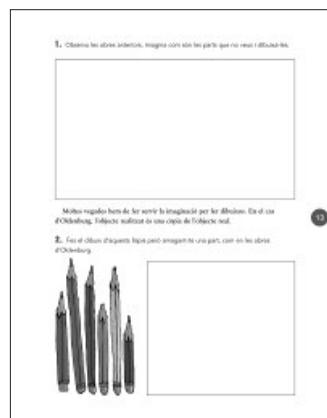 1. Observa les obres anteriors, imagina com són les parts que no veus i dibuixa-les.
Moltes vegades hem de fer servir la imaginació per fer dibuixos. En el cas
d'Oldenburg, l'objecte realitzat és una còpia de l'objecte real.
13
2. Fes el dibuix d'aquests llapis però amagant-te una part, com en les obres
d'Oldenburg.